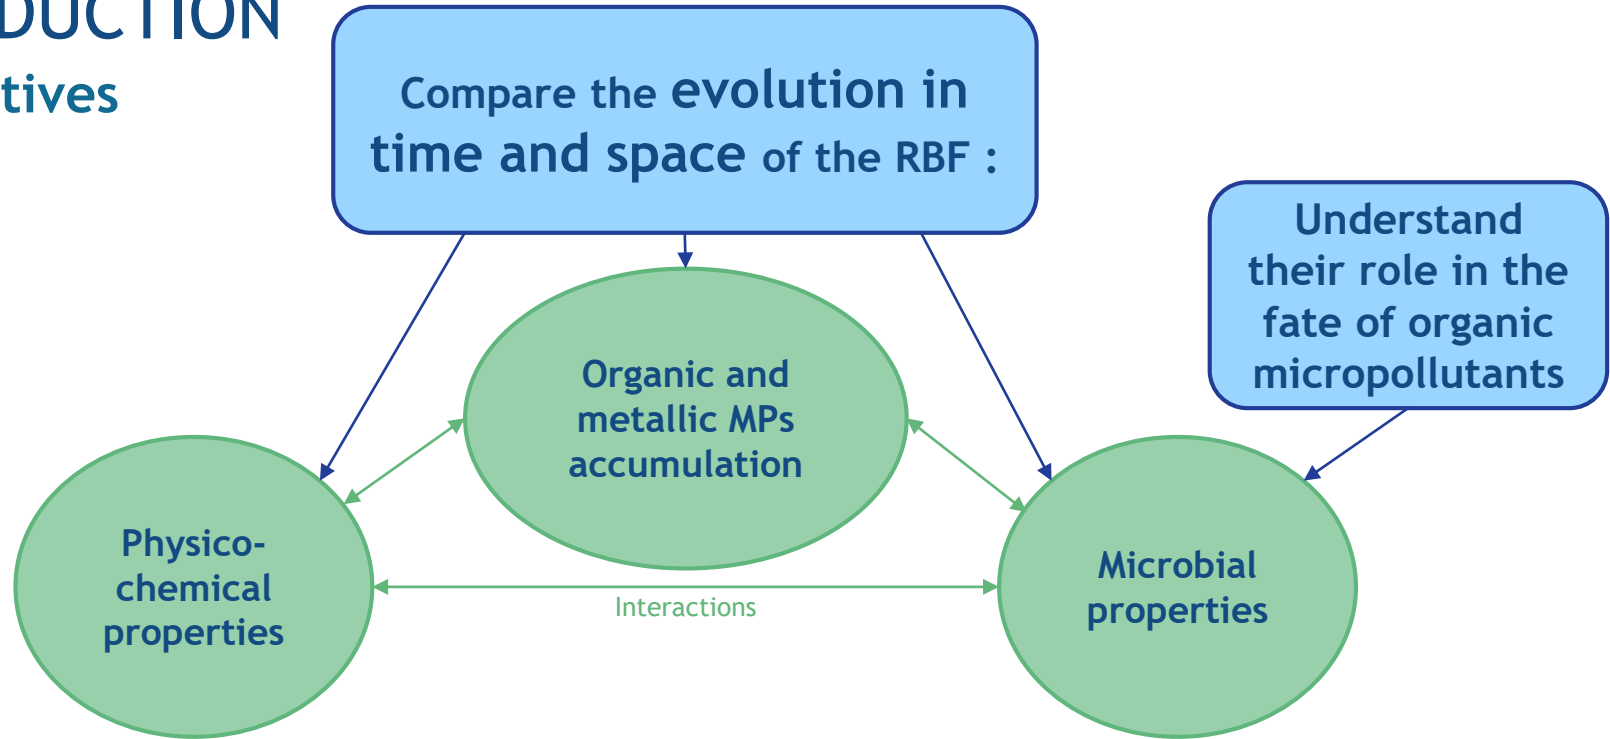 DUCTION
tives
Compare the evolution in
time and space of the RBF :
Understand
their role in the
fate of organic
micropollutants
Organic and
metallic MPs
accumulation
Physico-
chemical
properties
Microbial
properties
Interactions